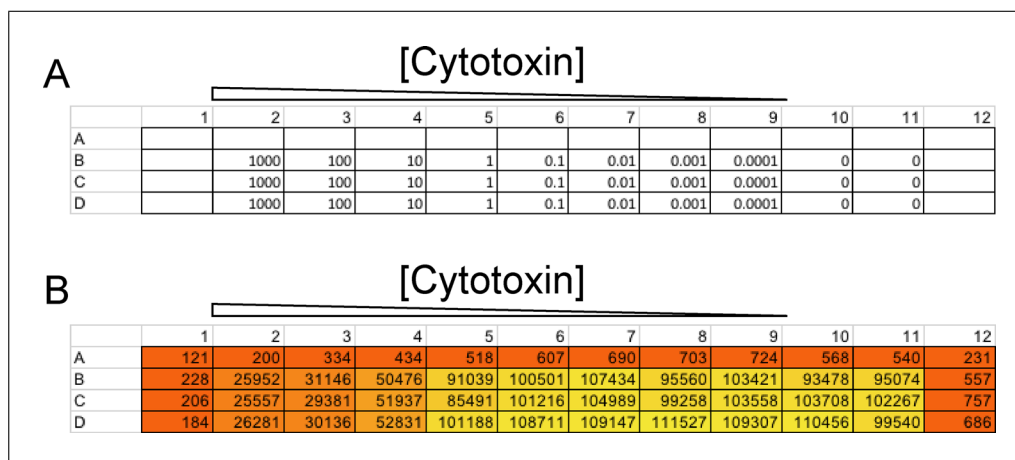 A
[Cytotoxin]
1 2 3 4 5 6 7 8 9 10 11 12
A
B 1000 100 10 1 0.1 0.01 0.001 0.0001 0 0
C 1000 100 10 1 0.1 0.01 0.001 0.0001 0 0
D 1000 100 10 1 0.1 0.01 0.001 0.0001 0 0
B
[Cytotoxin]
1 2 3 4 5 6 7 8 9 10 11 12
A 121 200 334 434 518 607 690 703 724 568 540 231
B 228 25952 31146 50476 91039 100501 107434 95560 103421 93478 95074 557
C 206 25557 29381 51937 85491 101216 104989 99258 103558 103708 102267 757
D 184 26281 30136 52831 101188 108711 109147 111527 109307 110456 99540 686